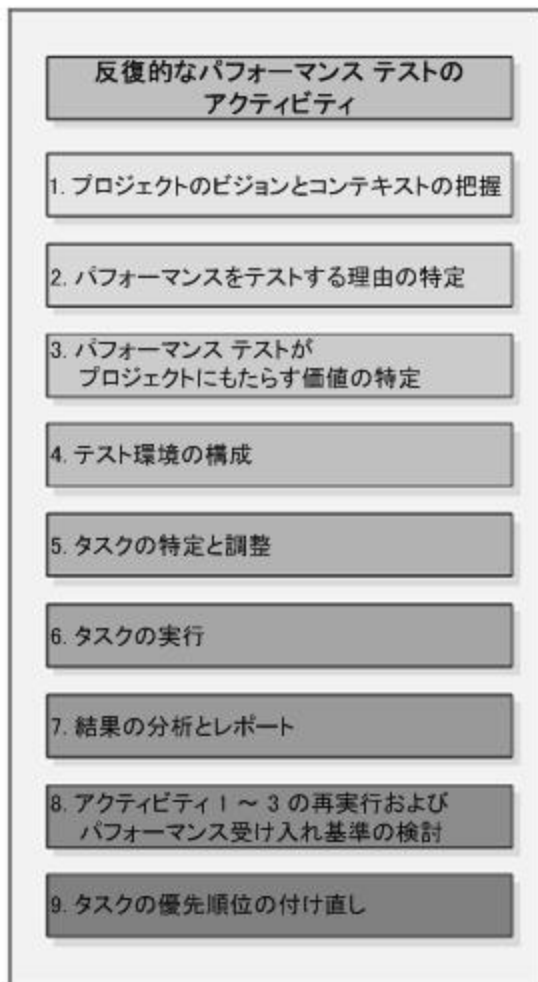 反復的なパフォーマンス テストの
アクティビティ
1. プロジェクトのビジョンとコンテキストの把握
2. パフォーマンスをテストする理由の特定
3. パフォーマンス テストが
プロジェクトにもたらす価値の特定
4. テスト環境の構成
5. タスクの特定と調整
6. タスクの実行
7. 結果の分析とレポート
8. アクティビティ 1 ～ 3 の再実行および
パフォーマンス受け入れ基準の検討
9. タスクの優先順位の付け直し